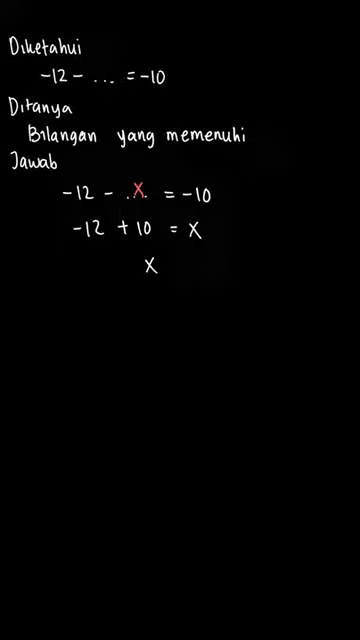 Diketahui
-12 - ... = -10
Ditanya
Bilangan yang memenuhi
Jawab
-12 - .x. = -10
-12 + 10 = x
x